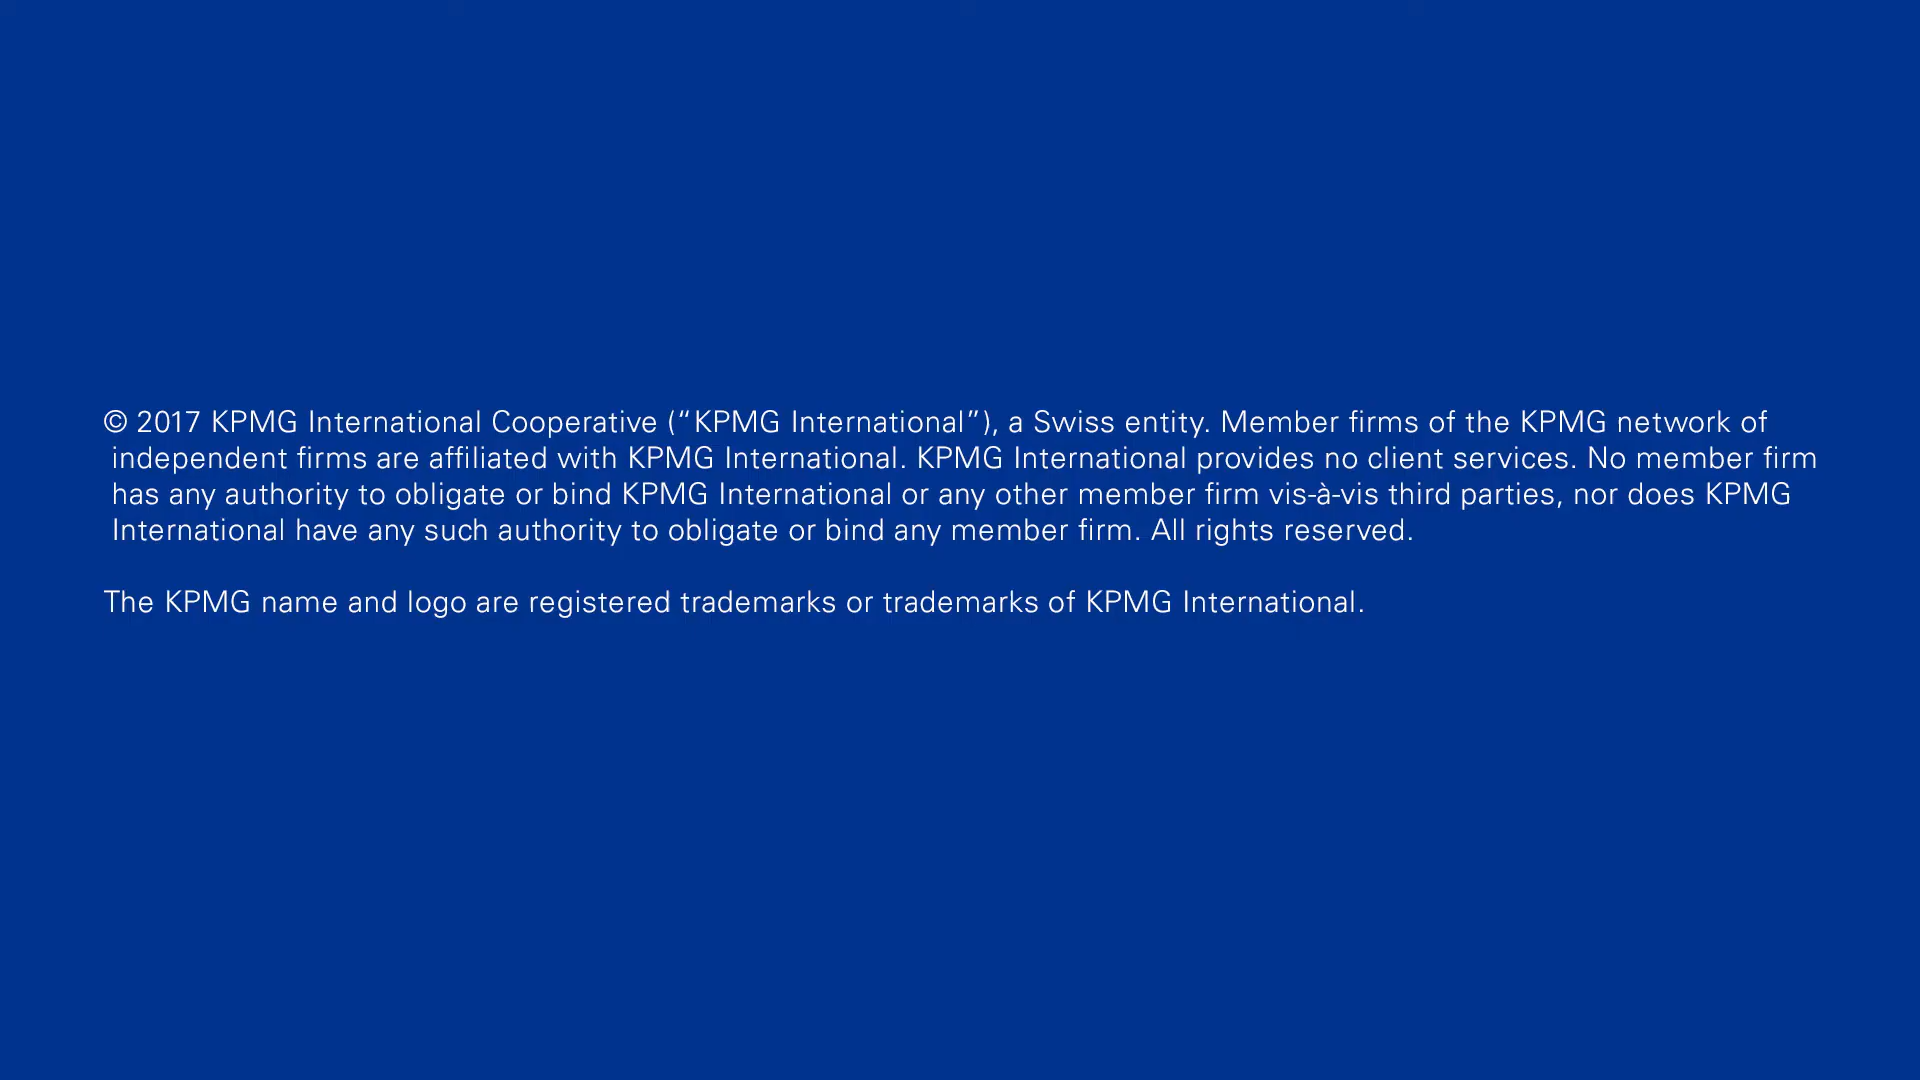 © 2017 KPMG International Cooperative (“KPMG International”), a Swiss entity. Member firms of the KPMG network of
independent firms are affiliated with KPMG International. KPMG International provides no client services. No member firm
has any authority to obligate or bind KPMG International or any other member firm vis-à-vis third parties, nor does KPMG
International have any such authority to obligate or bind any member firm. All rights reserved.
The KPMG name and logo are registered trademarks or trademarks of KPMG International.